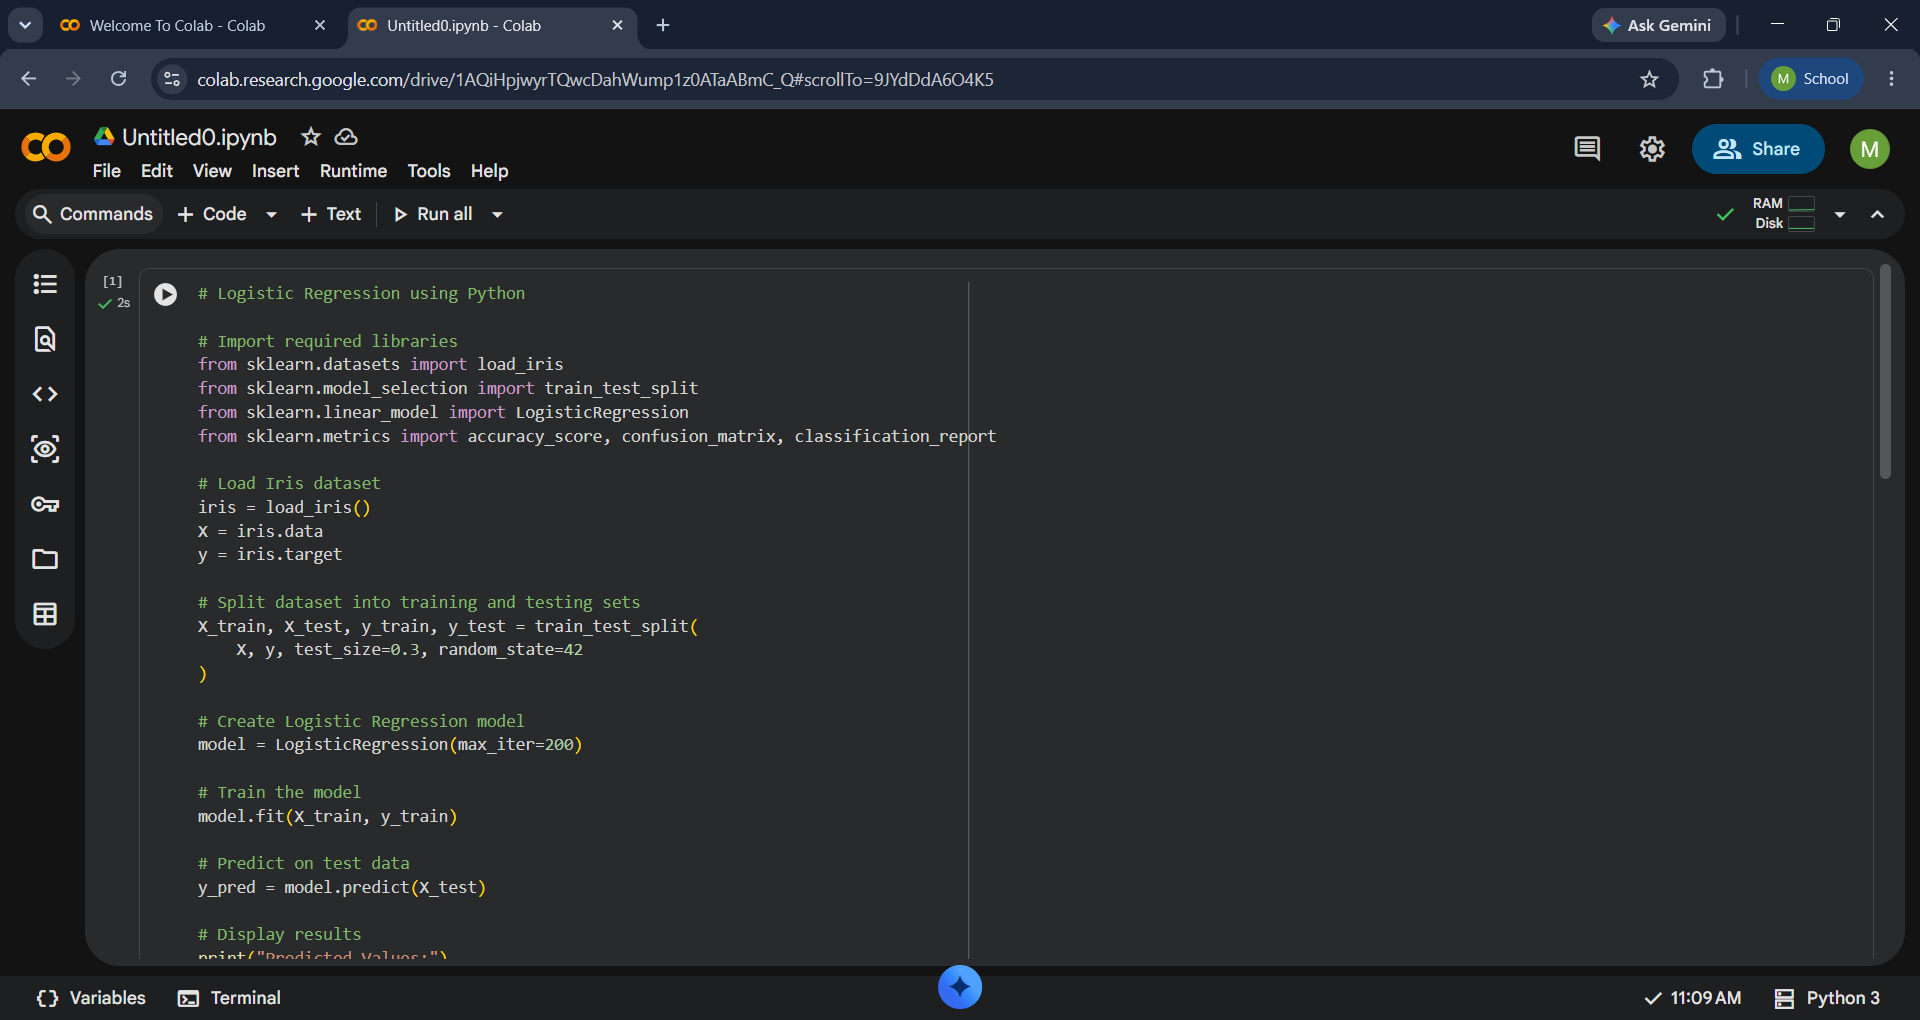 Welcome To Colab - Colab
Untitled0.ipynb - Colab
Ask Gemini
colab.research.google.com/drive/1AQiHpjwyrTQwcDahWump1z0ATaABmC_Q#scrollTo=9JYdDdA6O4K5
M School
Untitled0.ipynb
File Edit View Insert Runtime Tools Help
Share
M
Commands + Code + Text Run all
RAM
Disk
[1]
2s
# Logistic Regression using Python
# Import required libraries
from sklearn.datasets import load_iris
from sklearn.model_selection import train_test_split
from sklearn.linear_model import LogisticRegression
from sklearn.metrics import accuracy_score, confusion_matrix, classification_report
# Load Iris dataset
iris = load_iris()
X = iris.data
y = iris.target
# Split dataset into training and testing sets
X_train, X_test, y_train, y_test = train_test_split(
X, y, test_size=0.3, random_state=42
)
# Create Logistic Regression model
model = LogisticRegression(max_iter=200)
# Train the model
model.fit(X_train, y_train)
# Predict on test data
y_pred = model.predict(X_test)
# Display results
print("Predicted Values:")
{} Variables Terminal
11:09 AM Python 3